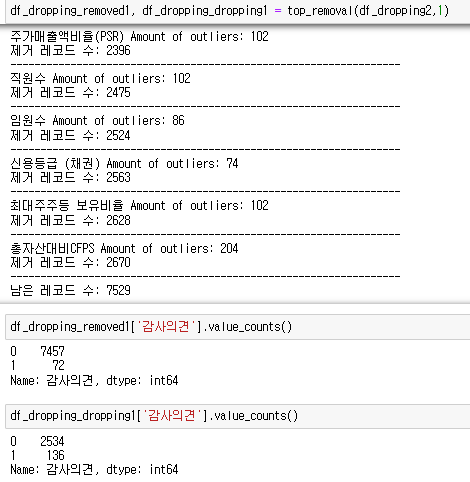 df_dropping_removed1, df_dropping_dropping1 = top_removal(df_dropping2,1)
주가매출액비율(PSR) Amount of outliers: 102
제거 레코드 수: 2396
------------------------------------------------------------
직원수 Amount of outliers: 102
제거 레코드 수: 2475
------------------------------------------------------------
임원수 Amount of outliers: 86
제거 레코드 수: 2524
------------------------------------------------------------
신용등급 (채권) Amount of outliers: 74
제거 레코드 수: 2563
------------------------------------------------------------
최대주주등 보유비율 Amount of outliers: 102
제거 레코드 수: 2628
------------------------------------------------------------
총자산대비CFPS Amount of outliers: 204
제거 레코드 수: 2670
------------------------------------------------------------
남은 레코드 수: 7529
df_dropping_removed1['감사의견'].value_counts()
0    7457
1      72
Name: 감사의견, dtype: int64
df_dropping_dropping1['감사의견'].value_counts()
0    2534
1     136
Name: 감사의견, dtype: int64